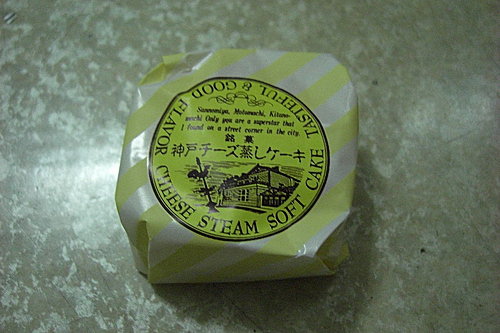 TASTEFUL & GOOD FLAVOR
Sannomiya, Motomachi, Kitano-
machi Only you are a superstar that
I found on a street corner in the city.
銘菓
神戸チーズ蒸しケーキ
CHEESE STEAM SOFT CAKE